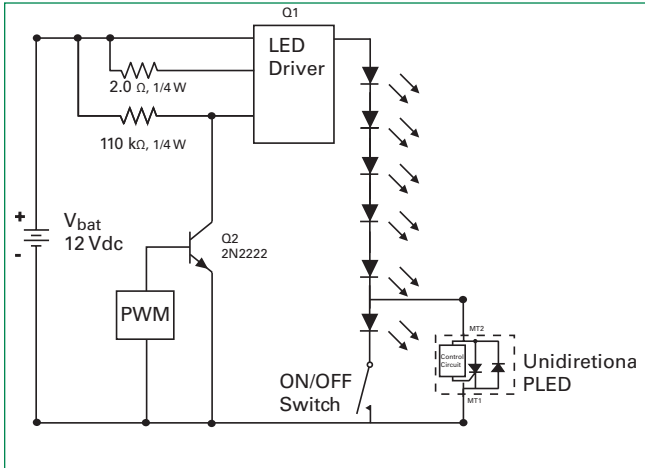 Q1
LED
Driver
2.0 Ω, 1/4 W
110 kΩ, 1/4 W
+
V bat
12 Vdc
-
Q2
2N2222
PWM
ON/OFF
Switch
MT2
Control
Circuit
MT1
Unidiretiona
PLED